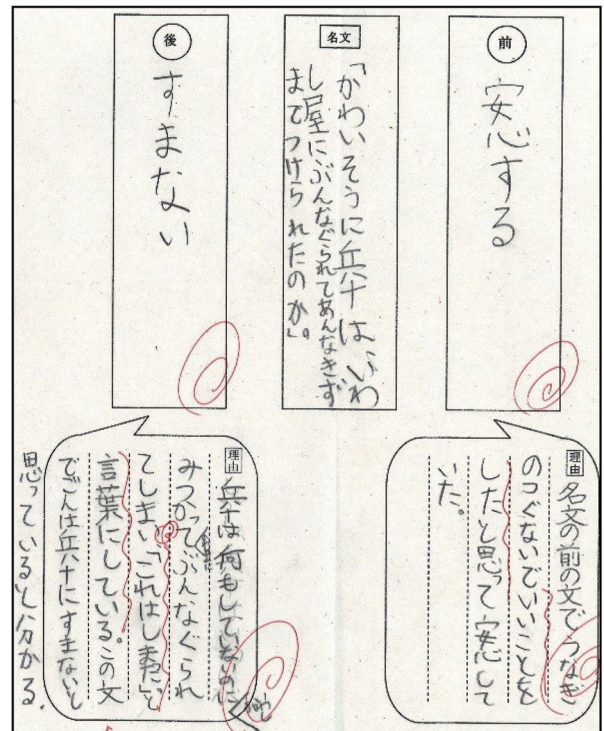 前
安心する
名文
「かわいそうに兵十は、いわ
し屋にぶんなぐられてあんなきず
までつけられたのか」。
後
すまない
理由
名文の前の文でうなぎ
のつぐないでいいことを
したと思って安心して
いた。
理由
兵十は何もしていないのに
みつかってぶんなぐられ
てしまい「これはしまった」と
言葉にしている。この文
でごんは兵十にすまないと
思っていると分かる。